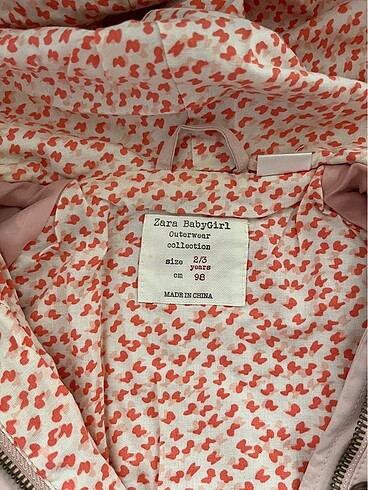 Zara BabyGirl
Outerwear
collection
size 2/3
years
cm 98
MADE IN CHINA